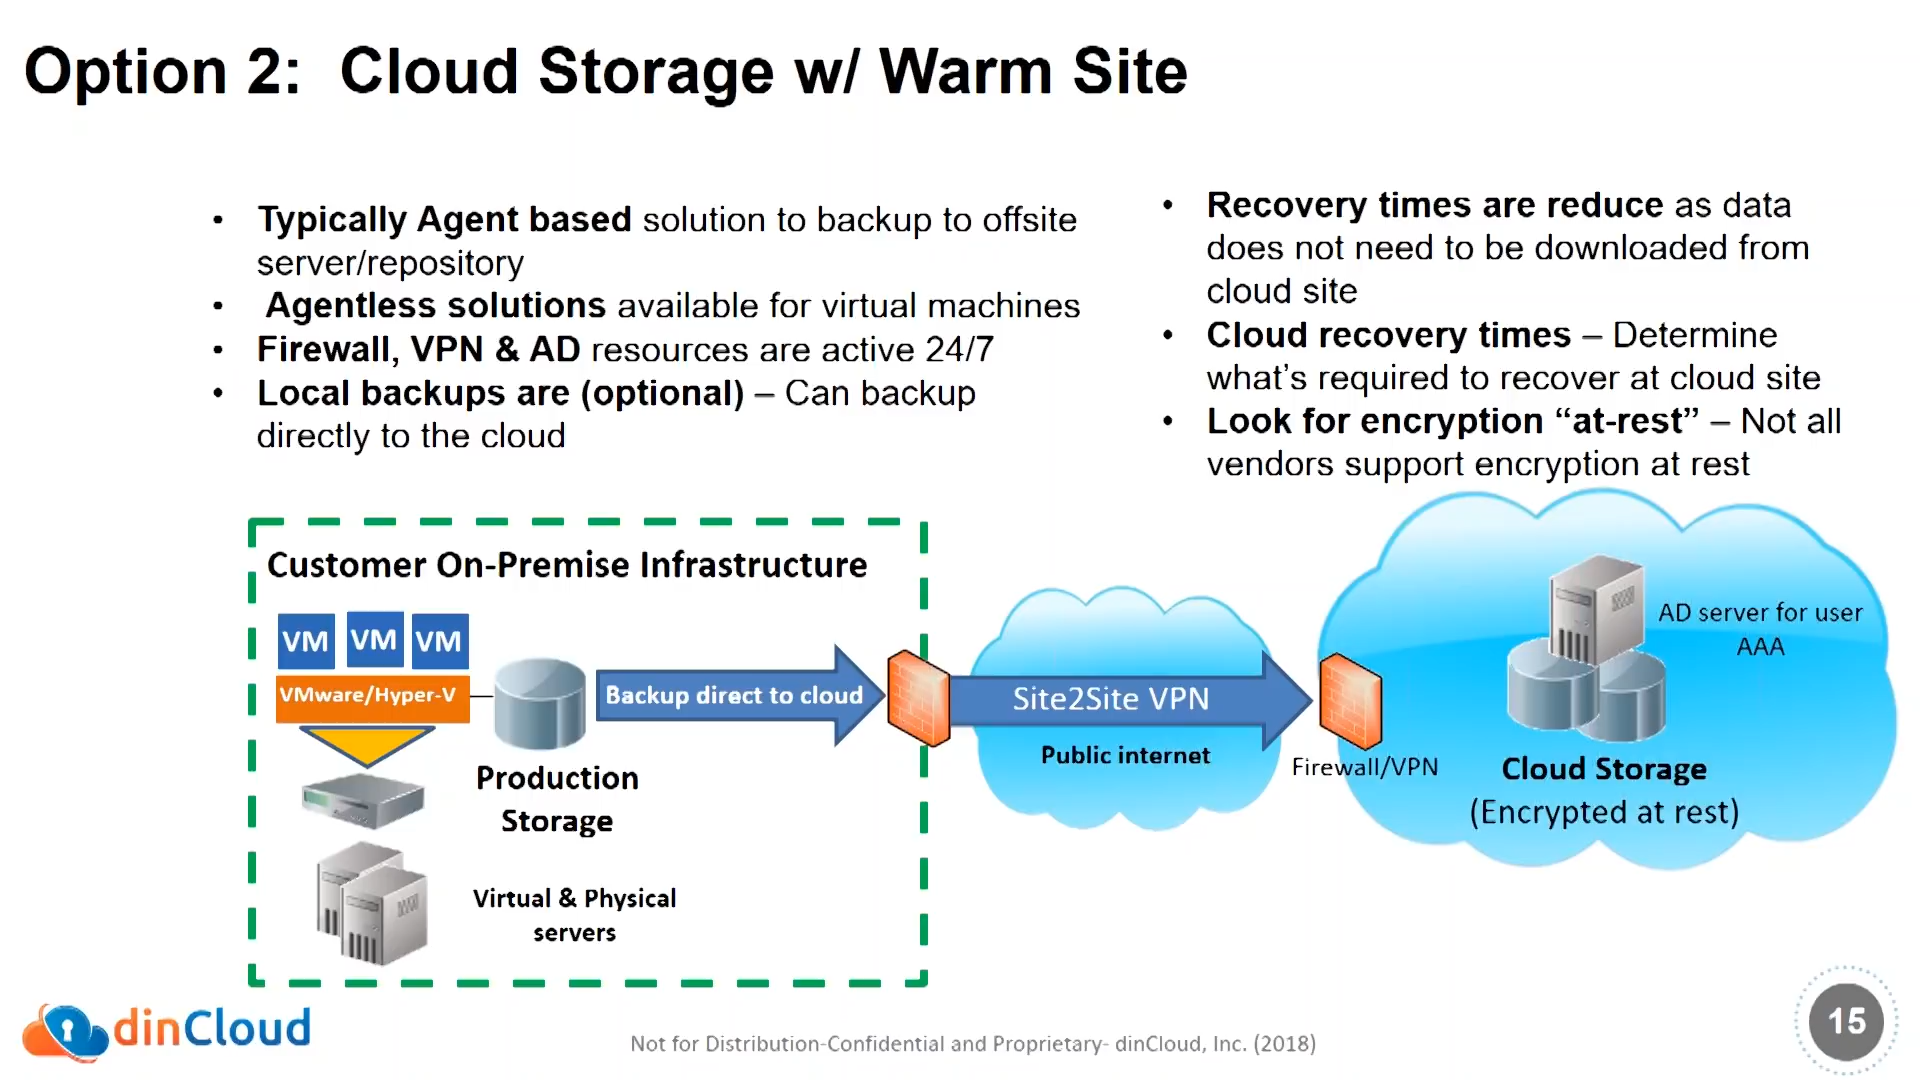 Option 2:  Cloud Storage w/ Warm Site
• Typically Agent based solution to backup to offsite
server/repository
• Agentless solutions available for virtual machines
• Firewall, VPN & AD resources are active 24/7
• Local backups are (optional) – Can backup
directly to the cloud
• Recovery times are reduce as data
does not need to be downloaded from
cloud site
• Cloud recovery times – Determine
what’s required to recover at cloud site
• Look for encryption “at-rest” – Not all
vendors support encryption at rest
Customer On-Premise Infrastructure
VM VM VM
VMware/Hyper-V
Backup direct to cloud
Production
Storage
Virtual & Physical
servers
Site2Site VPN
Public internet
Firewall/VPN
AD server for user
AAA
Cloud Storage
(Encrypted at rest)
dinCloud
Not for Distribution-Confidential and Proprietary- dinCloud, Inc. (2018)
15